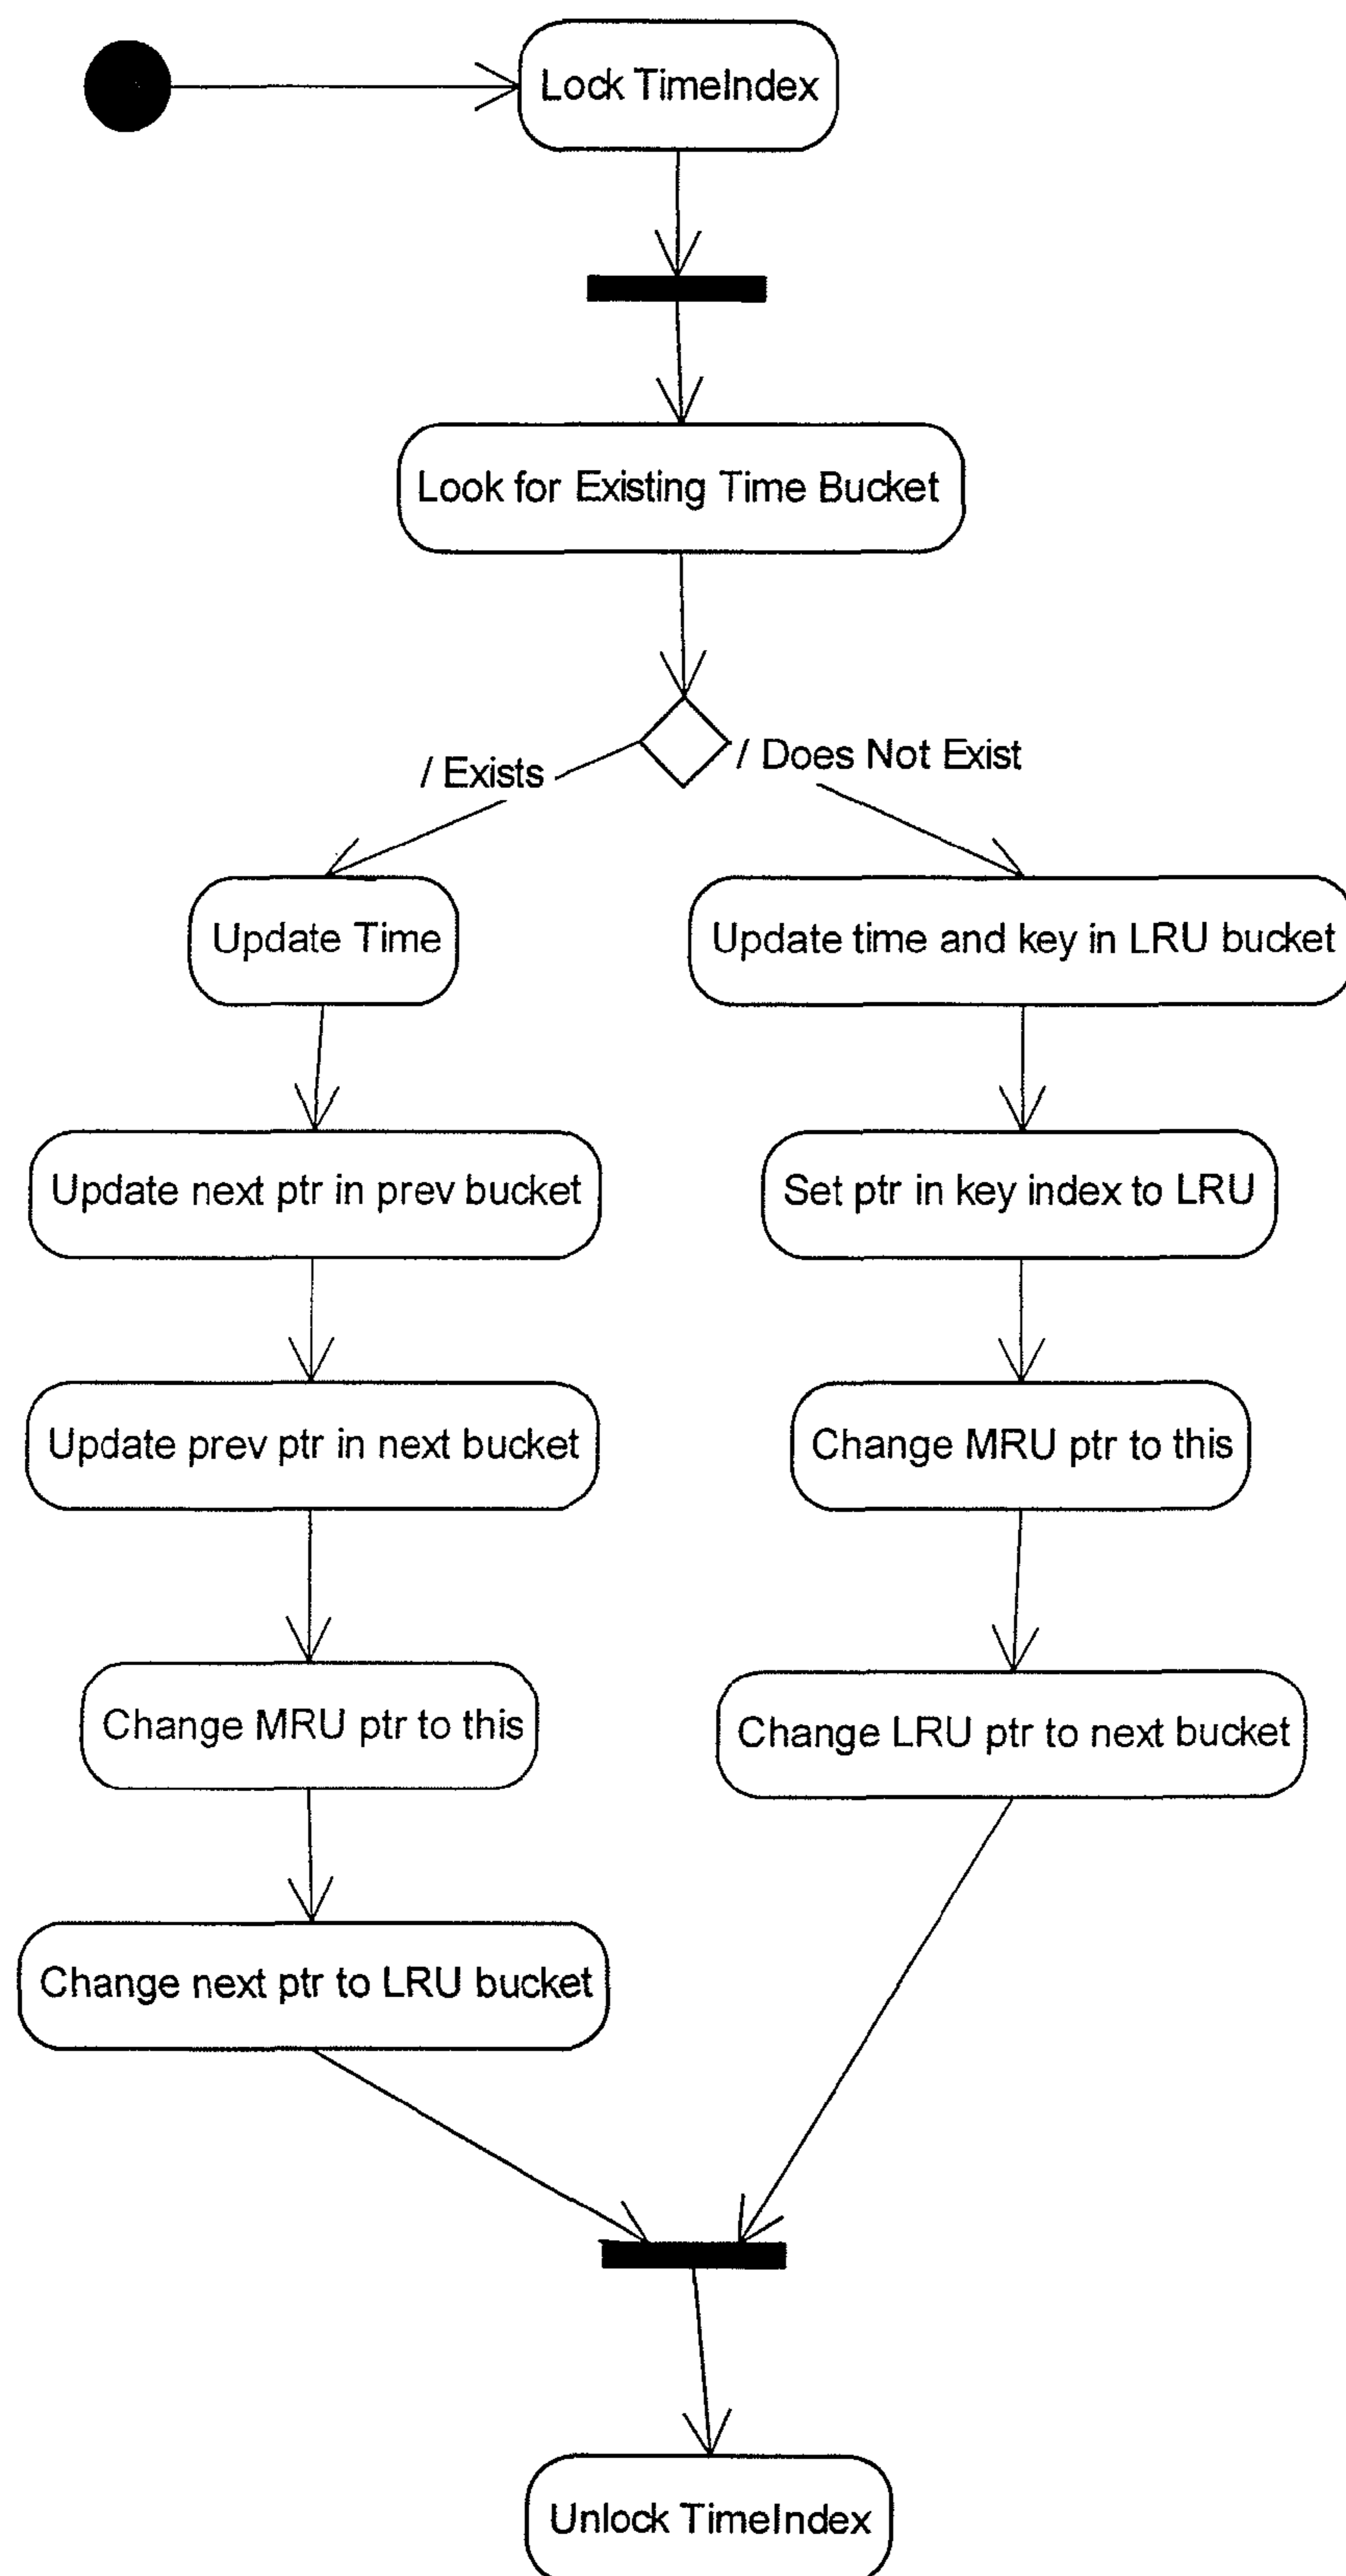 Lock TimeIndex
Look for Existing Time Bucket
/ Exists
/ Does Not Exist
Update Time
Update time and key in LRU bucket
Update next ptr in prev bucket
Set ptr in key index to LRU
Update prev ptr in next bucket
Change MRU ptr to this
Change MRU ptr to this
Change LRU ptr to next bucket
Change next ptr to LRU bucket
Unlock TimeIndex